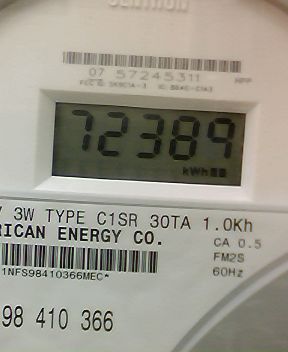 CENTRON
07 57245311
72389
kWh
V 3W TYPE C1SR 30TA 1.0Kh
RICAN ENERGY CO.
CA 0.5
FM2S
60Hz
1NFS98410366MEC*
98 410 366